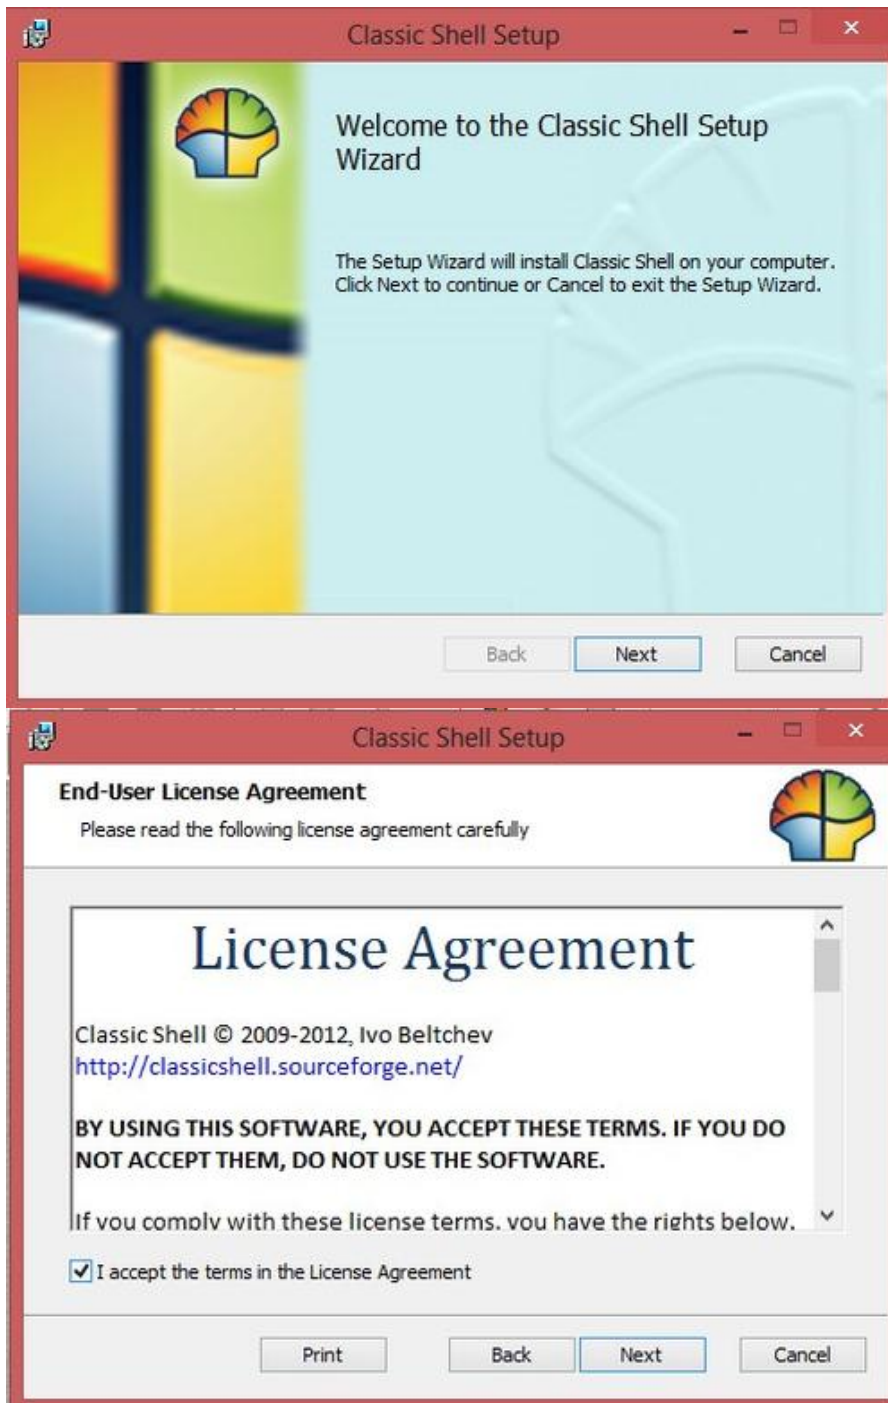 Classic Shell Setup
Welcome to the Classic Shell Setup
Wizard
The Setup Wizard will install Classic Shell on your computer.
Click Next to continue or Cancel to exit the Setup Wizard.
Back Next Cancel
Classic Shell Setup
End-User License Agreement
Please read the following license agreement carefully
License Agreement
Classic Shell © 2009-2012, Ivo Beltchev
http://classicshell.sourceforge.net/
BY USING THIS SOFTWARE, YOU ACCEPT THESE TERMS. IF YOU DO
NOT ACCEPT THEM, DO NOT USE THE SOFTWARE.
If you comply with these license terms, you have the rights below.
I accept the terms in the License Agreement
Print Back Next Cancel